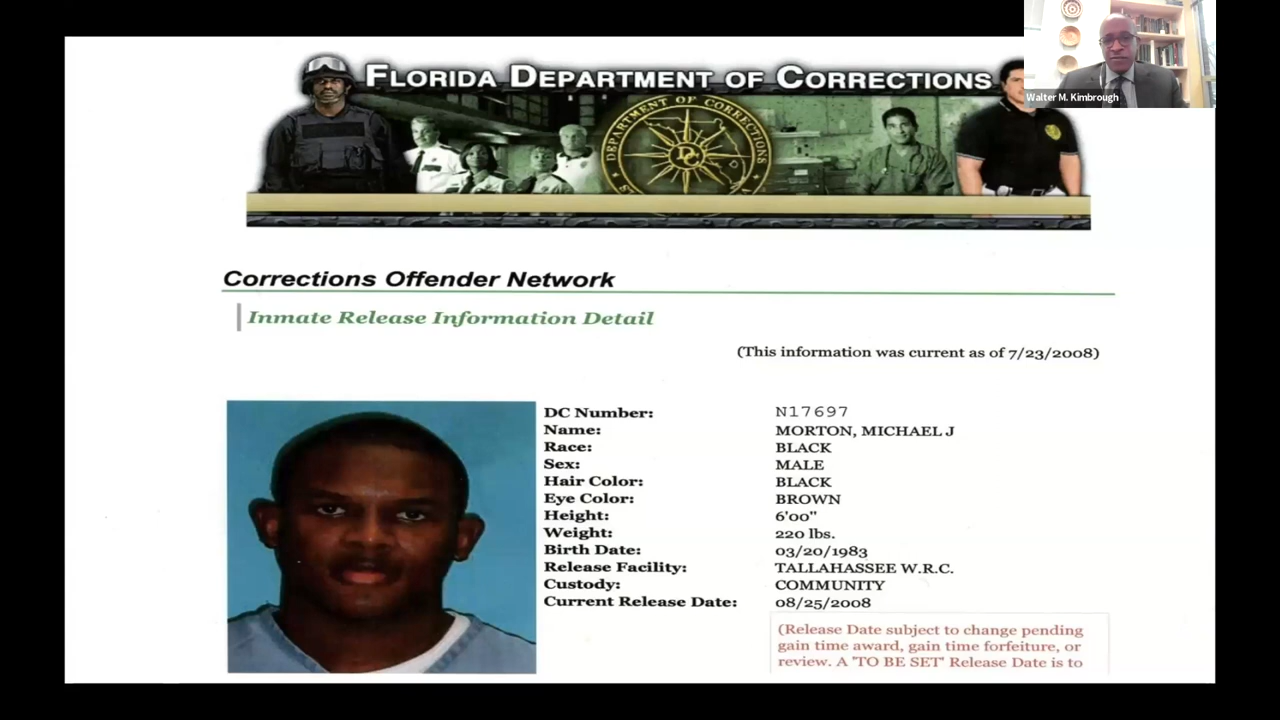 FLORIDA DEPARTMENT OF CORRECTIONS
Walter M. Kimbrough
DEPARTMENT OF CORRECTIONS
DC
Corrections Offender Network
Inmate Release Information Detail
(This information was current as of 7/23/2008)
DC Number: N17697
Name: MORTON, MICHAEL J
Race: BLACK
Sex: MALE
Hair Color: BLACK
Eye Color: BROWN
Height: 6'00"
Weight: 220 lbs.
Birth Date: 03/20/1983
Release Facility: TALLAHASSEE W.R.C.
Custody: COMMUNITY
Current Release Date: 08/25/2008
(Release Date subject to change pending
gain time award, gain time forfeiture, or
review. A 'TO BE SET' Release Date is to